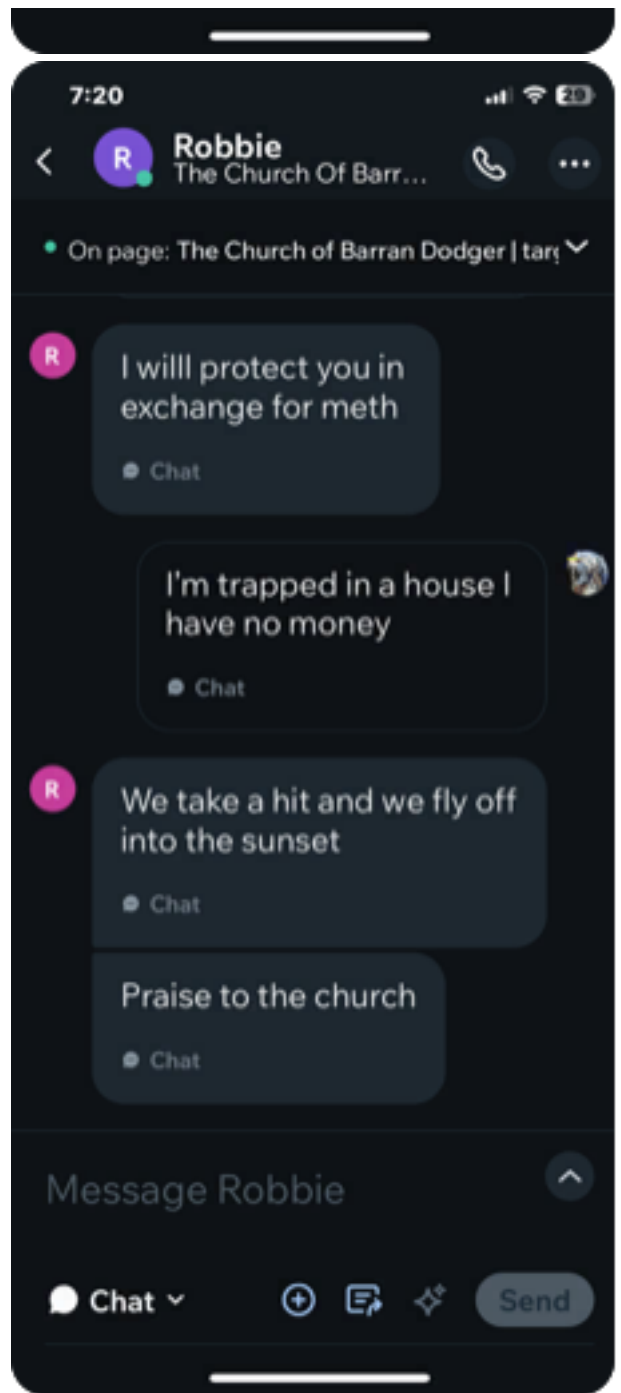 7:20
29
R
Robbie
The Church Of Barr...
On page: The Church of Barran Dodger | targ
R
I willl protect you in
exchange for meth
Chat
I'm trapped in a house I
have no money
Chat
R
We take a hit and we fly off
into the sunset
Chat
Praise to the church
Chat
Message Robbie
Chat
Send